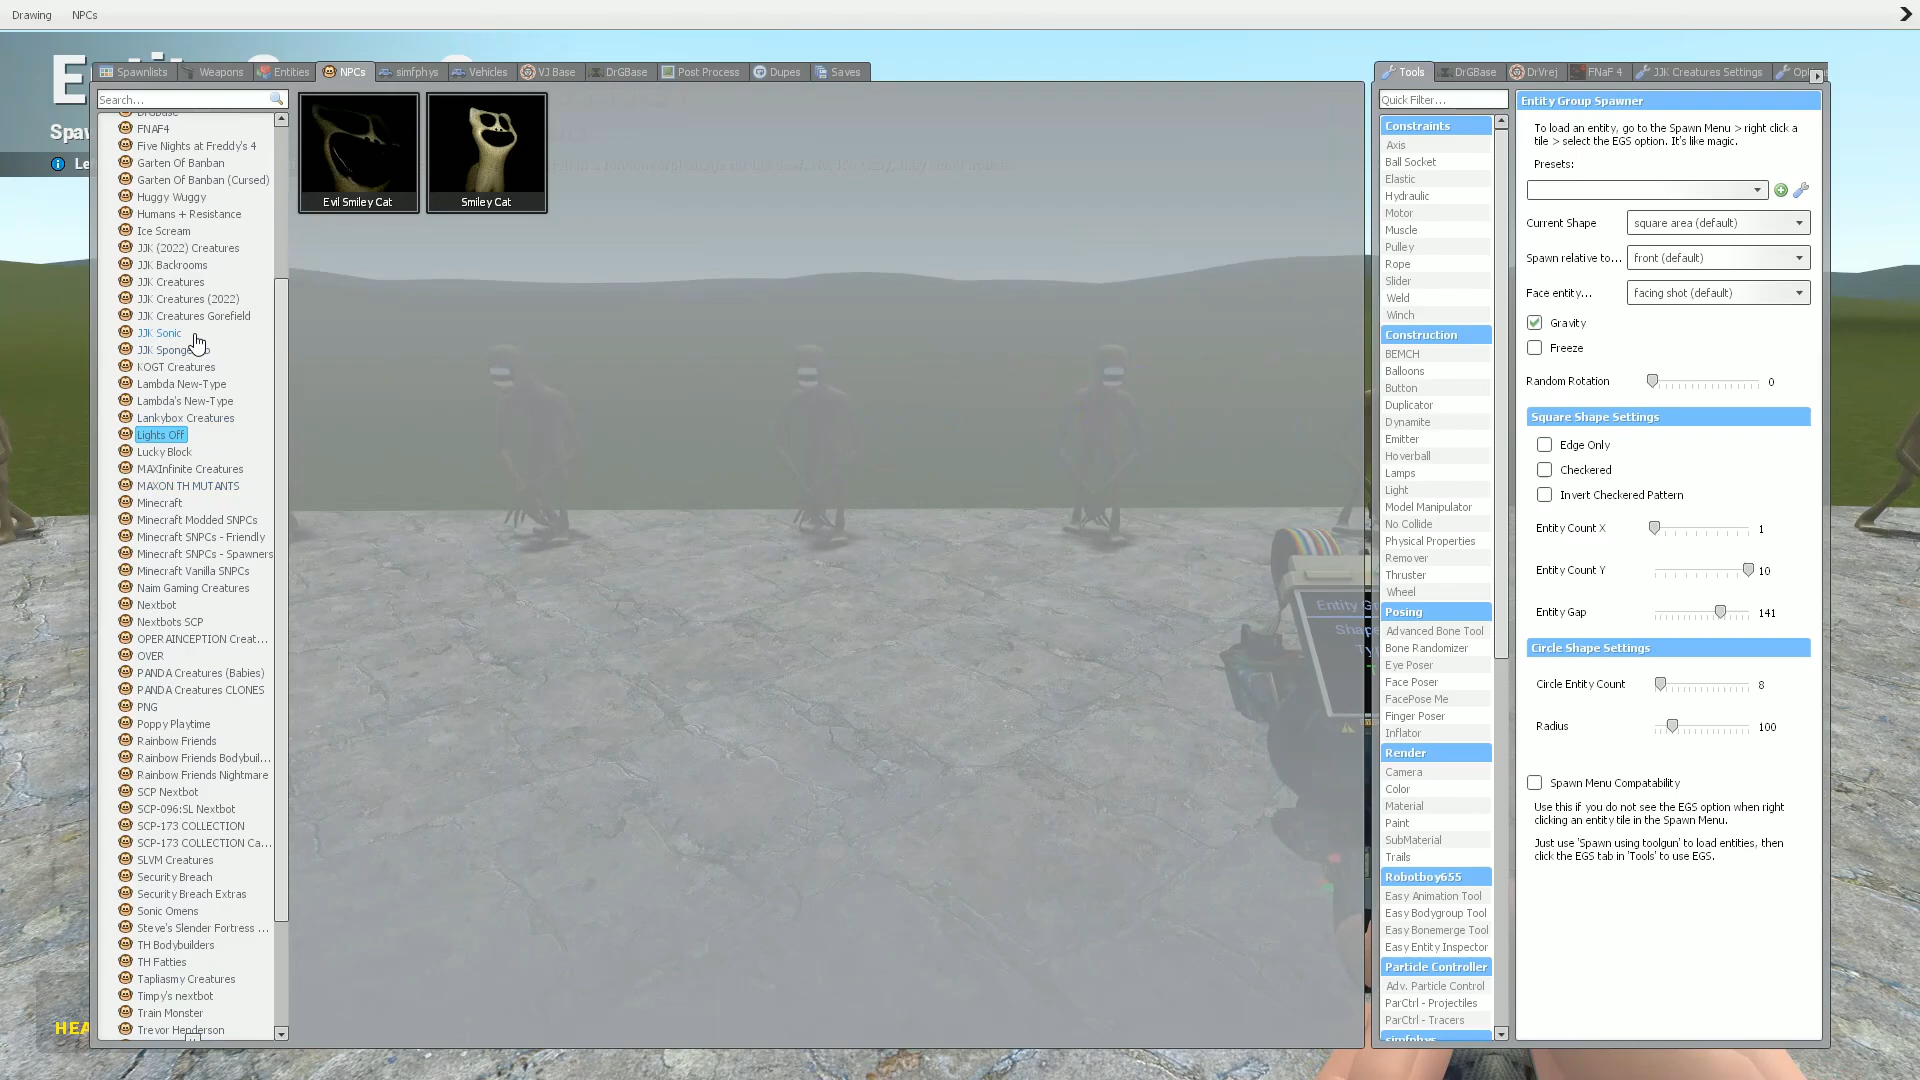 Drawing NPCs
Spawnlists Weapons Entities NPCs simfphys Vehicles VJ Base DrGBase Post Process Dupes Saves
Search...
DrGBase
FNAF4
Five Nights at Freddy's 4
Garten Of Banban
Garten Of Banban (Cursed)
Huggy Wuggy
Humans + Resistance
Ice Scream
JJK (2022) Creatures
JJK Backrooms
JJK Creatures
JJK Creatures (2022)
JJK Creatures Gorefield
JJK Sonic
KOGT Creatures
Lambda New-Type
Lambda's New-Type
Lankybox Creatures
Lights Off
Lucky Block
MAXInfinite Creatures
MAXON TH MUTANTS
Minecraft
Minecraft Modded SNPCs
Minecraft SNPCs - Friendly
Minecraft SNPCs - Spawners
Minecraft Vanilla SNPCs
Naim Gaming Creatures
Nextbot
Nextbots SCP
OPERAINCEPTION Creat...
OVER
PANDA Creatures (Babies)
PANDA Creatures CLONES
PNG
Poppy Playtime
Rainbow Friends
Rainbow Friends Bodybuil...
Rainbow Friends Nightmare
SCP Nextbot
SCP-096:SL Nextbot
SCP-173 COLLECTION
SCP-173 COLLECTION Ca...
SLVM Creatures
Security Breach
Security Breach Extras
Sonic Omens
Steve's Slender Fortress ...
TH Bodybuilders
TH Fatties
Tapliasmy Creatures
Timpy's nextbot
Train Monster
Trevor Henderson
Evil Smiley Cat
Smiley Cat
Tools DrGBase DrVrej FNaF 4 JJK Creatures Settings
Quick Filter...
Constraints
Axis
Ball Socket
Elastic
Hydraulic
Motor
Muscle
Pulley
Rope
Slider
Weld
Winch
Construction
BEMCH
Balloons
Button
Duplicator
Dynamite
Emitter
Hoverball
Lamps
Light
Model Manipulator
No Collide
Physical Properties
Remover
Thruster
Wheel
Posing
Advanced Bone Tool
Bone Randomizer
Eye Poser
Face Poser
FacePose Me
Finger Poser
Inflator
Render
Camera
Color
Material
Paint
SubMaterial
Trails
Robotboy655
Easy Animation Tool
Easy Bodygroup Tool
Easy Bonemerge Tool
Easy Entity Inspector
Particle Controller
Adv. Particle Control
ParCtrl - Projectiles
ParCtrl - Tracers
simfphys
Entity Group Spawner
To load an entity, go to the Spawn Menu > right click a
tile > select the EGS option. It's like magic.
Presets:
Current Shape square area (default)
Spawn relative to... front (default)
Face entity... facing shot (default)
Gravity
Freeze
Random Rotation 0
Square Shape Settings
Edge Only
Checkered
Invert Checkered Pattern
Entity Count X 1
Entity Count Y 10
Entity Gap 141
Circle Shape Settings
Circle Entity Count 8
Radius 100
Spawn Menu Compatability
Use this if you do not see the EGS option when right
clicking an entity tile in the Spawn Menu.
Just use 'Spawn using toolgun' to load entities, then
click the EGS tab in 'Tools' to use EGS.